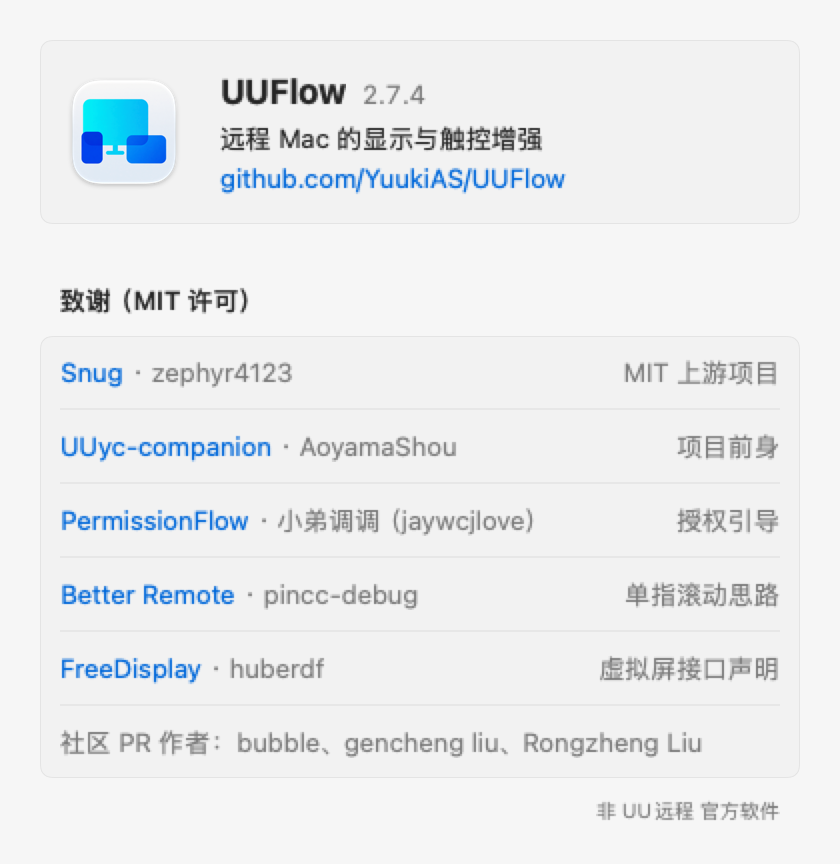 UUFlow 2.7.4
远程 Mac 的显示与触控增强
github.com/YuukiAS/UUFlow
致谢（MIT 许可）
Snug · zephyr4123 MIT 上游项目
UUyc-companion · AoyamaShou 项目前身
PermissionFlow · 小弟调调（jaywcjlove） 授权引导
Better Remote · pincc-debug 单指滚动思路
FreeDisplay · huberdf 虚拟屏接口声明
社区 PR 作者：bubble、gencheng liu、Rongzheng Liu
非 UU远程 官方软件